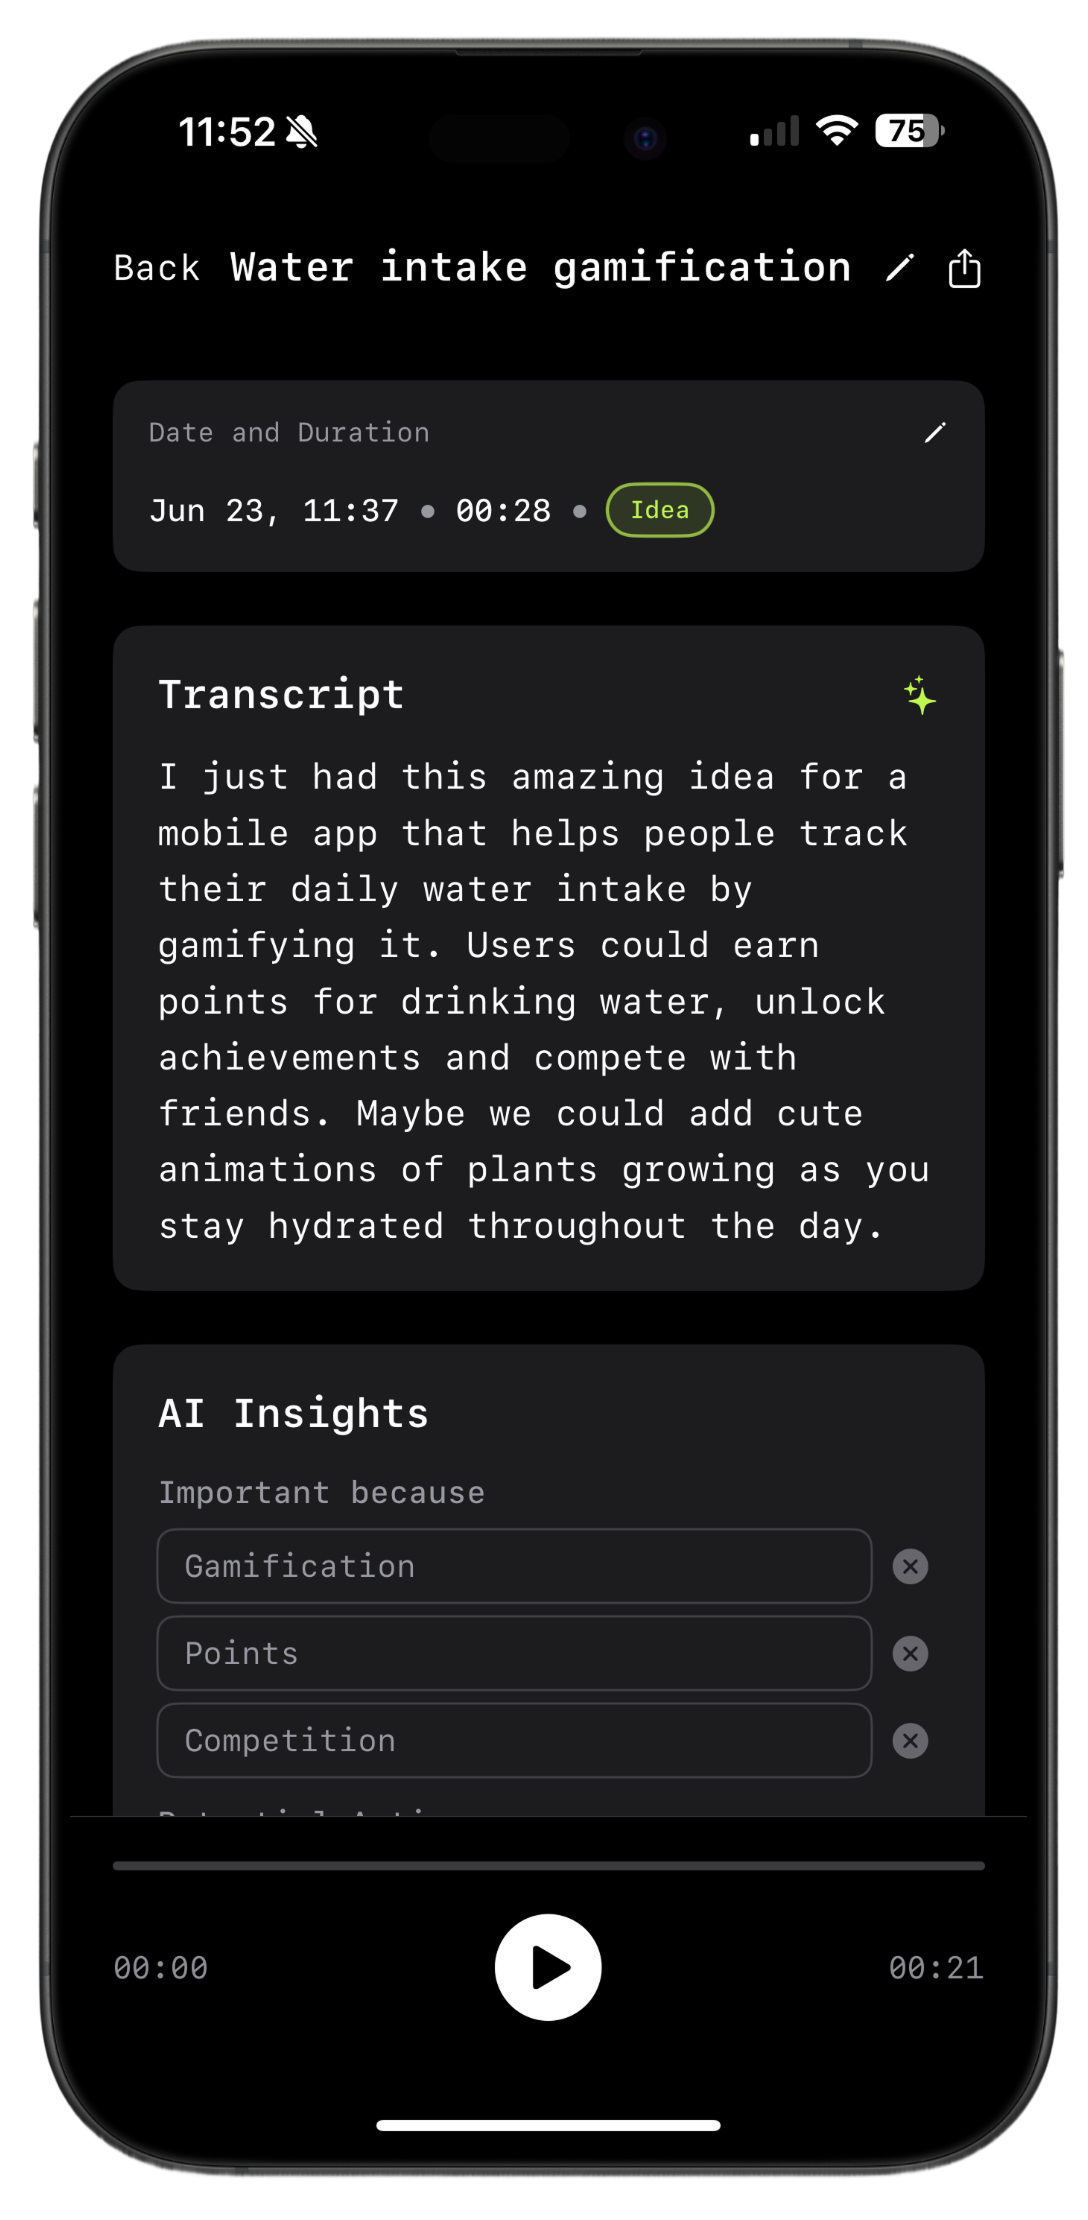 11:52
75
Back Water intake gamification
Date and Duration
Jun 23, 11:37 • 00:28 • Idea
Transcript
I just had this amazing idea for a
mobile app that helps people track
their daily water intake by
gamifying it. Users could earn
points for drinking water, unlock
achievements and compete with
friends. Maybe we could add cute
animations of plants growing as you
stay hydrated throughout the day.
AI Insights
Important because
Gamification
Points
Competition
00:00
00:21